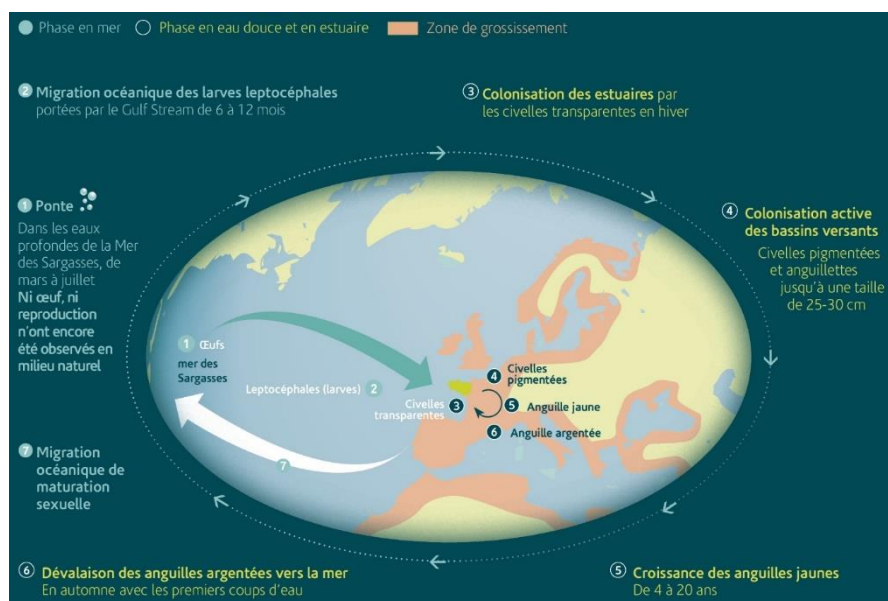 Phase en mer
Phase en eau douce et en estuaire
Zone de grossissement
2 Migration océanique des larves leptocéphales
portées par le Gulf Stream de 6 à 12 mois
3 Colonisation des estuaires par
les civelles transparentes en hiver
1 Ponte
Dans les eaux
profondes de la Mer
des Sargasses, de
mars à juillet
Ni œuf, ni
reproduction
n'ont encore
été observés en
milieu naturel
4 Colonisation active
des bassins versants
Civelles pigmentées
et anguillettes
jusqu'à une taille
de 25-30 cm
1 Œufs
mer des
Sargasses
Leptocéphales (larves) 2
Civelles
transparentes 3
4 Civelles
pigmentées
5 Anguille jaune
6 Anguille argentée
7
7 Migration
océanique de
maturation
sexuelle
6 Dévalaison des anguilles argentées vers la mer
En automne avec les premiers coups d'eau
5 Croissance des anguilles jaunes
De 4 à 20 ans